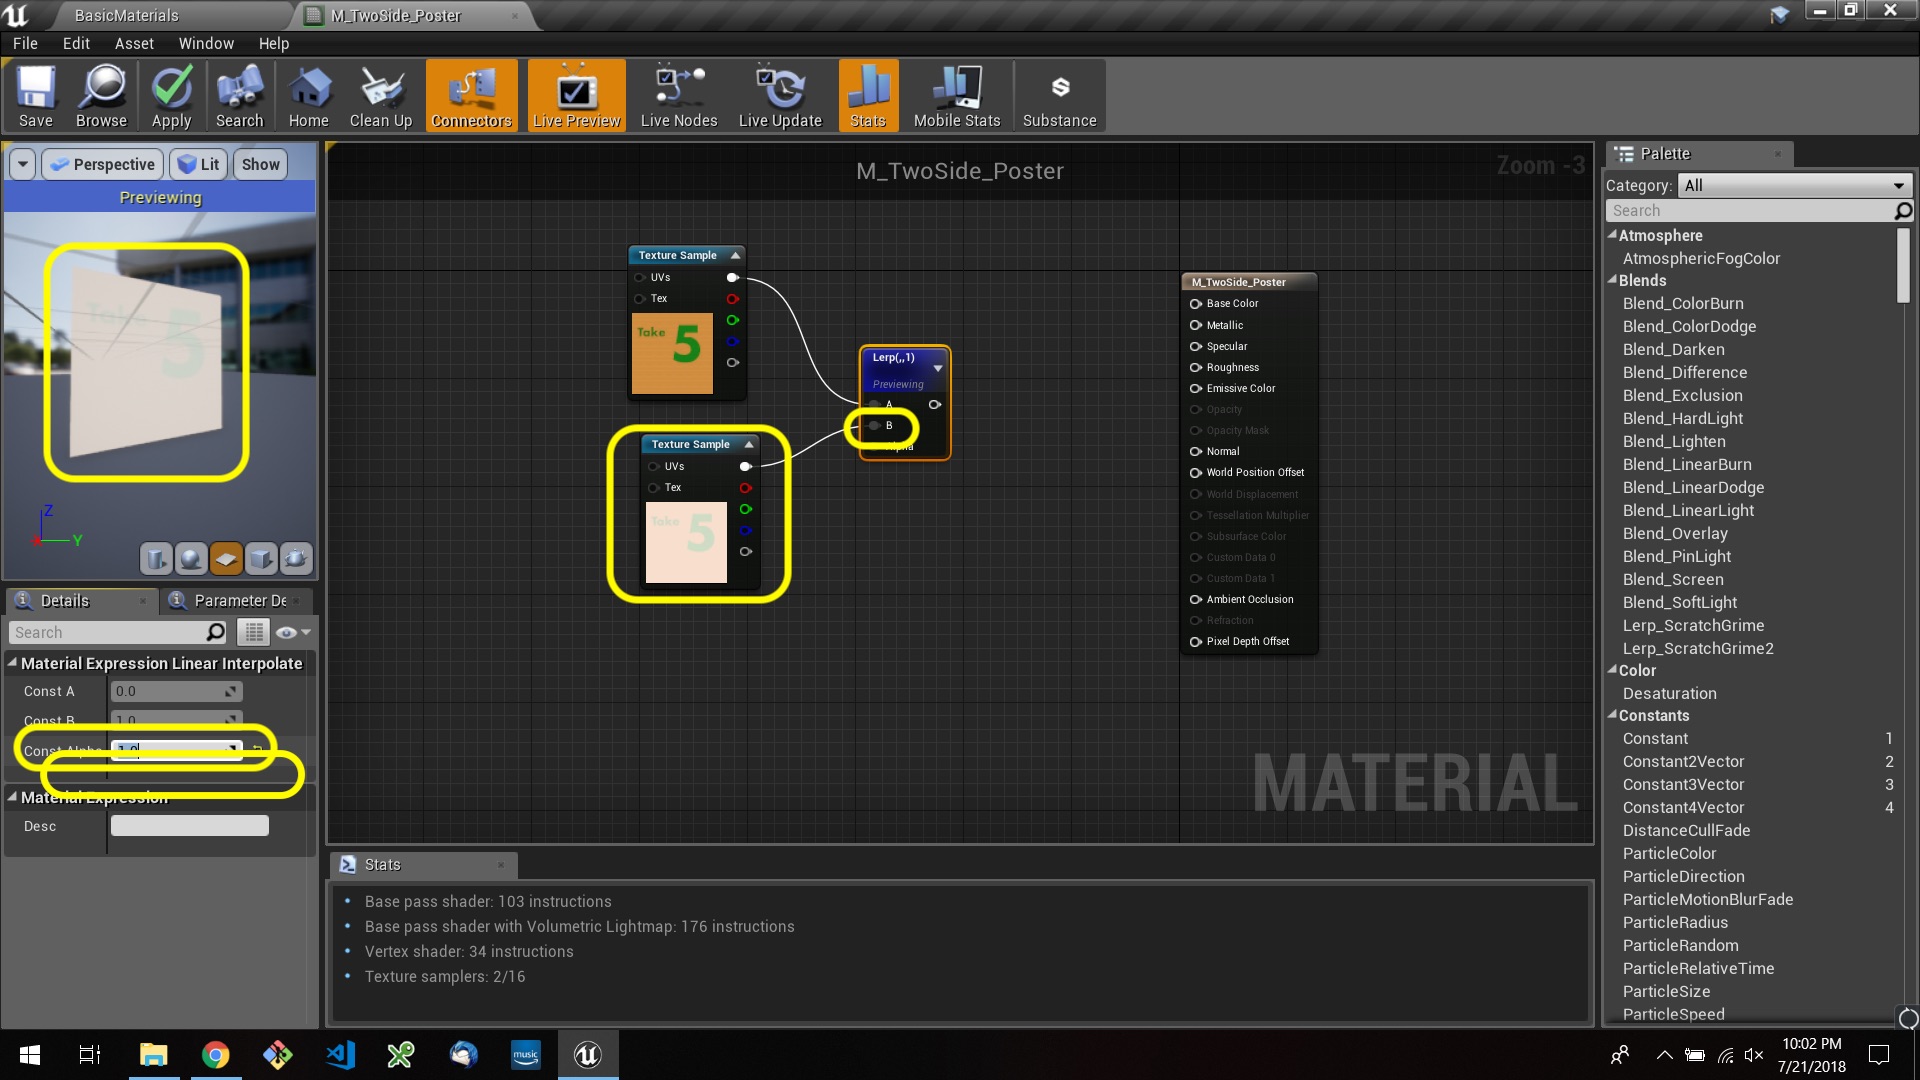 BasicMaterials
M_TwoSide_Poster
File Edit Asset Window Help
Save Browse Apply Search Home Clean Up Connectors Live Preview Live Nodes Live Update Stats Mobile Stats Substance
Perspective Lit Show
Previewing
5
Z
Y
Details
Parameter De
Search
Material Expression Linear Interpolate
Const A 0.0
Const B 1.0
Const Alpha 1.0
Material Expression
Desc
M_TwoSide_Poster
Zoom -3
Texture Sample
UVs
Tex
Take 5
Texture Sample
UVs
Tex
Take 5
Lerp(,,1)
Previewing
A
B
Alpha
M_TwoSide_Poster
Base Color
Metallic
Specular
Roughness
Emissive Color
Opacity
Opacity Mask
Normal
World Position Offset
World Displacement
Tessellation Multiplier
Subsurface Color
Custom Data 0
Custom Data 1
Ambient Occlusion
Refraction
Pixel Depth Offset
MATERIAL
Stats
Base pass shader: 103 instructions
Base pass shader with Volumetric Lightmap: 176 instructions
Vertex shader: 34 instructions
Texture samplers: 2/16
Palette
Category: All
Search
Atmosphere
AtmosphericFogColor
Blends
Blend_ColorBurn
Blend_ColorDodge
Blend_Darken
Blend_Difference
Blend_Exclusion
Blend_HardLight
Blend_Lighten
Blend_LinearBurn
Blend_LinearDodge
Blend_LinearLight
Blend_Overlay
Blend_PinLight
Blend_Screen
Blend_SoftLight
Lerp_ScratchGrime
Lerp_ScratchGrime2
Color
Desaturation
Constants
Constant 1
Constant2Vector 2
Constant3Vector 3
Constant4Vector 4
DistanceCullFade
ParticleColor
ParticleDirection
ParticleMotionBlurFade
ParticleRadius
ParticleRandom
ParticleRelativeTime
ParticleSize
ParticleSpeed
music
10:02 PM
7/21/2018